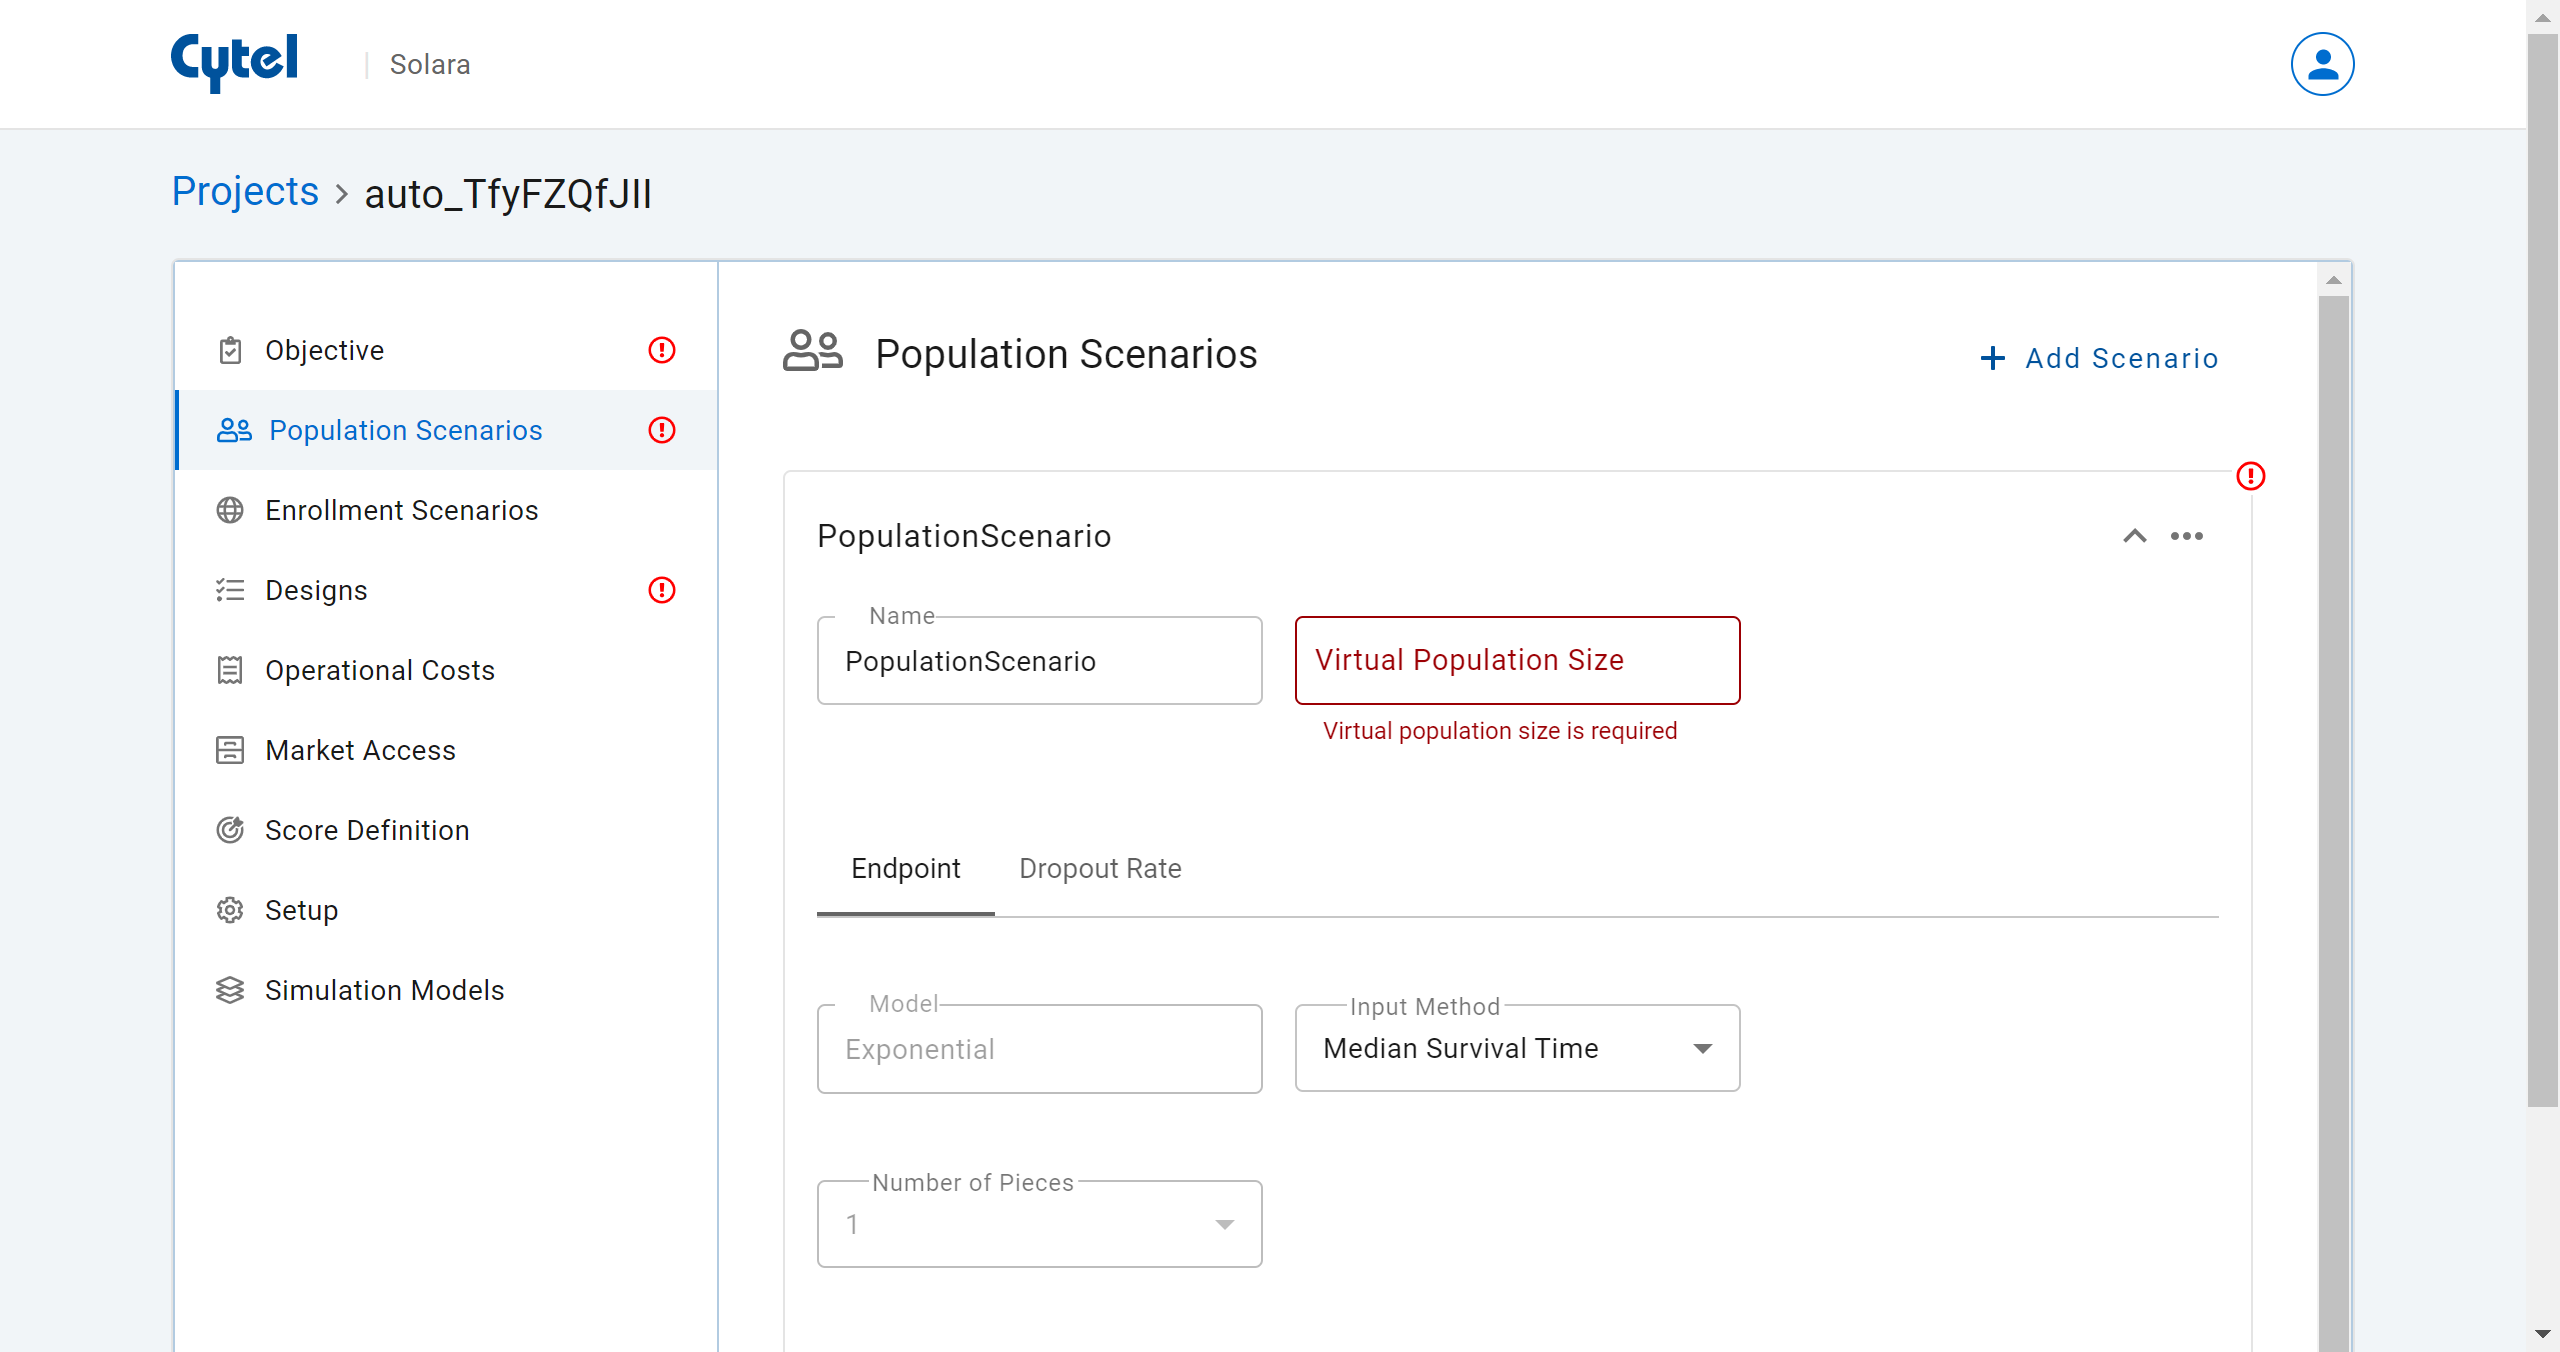 Cytel | Solara
Projects > auto_TfyFZQfJII
Objective
Population Scenarios
Enrollment Scenarios
Designs
Operational Costs
Market Access
Score Definition
Setup
Simulation Models
Population Scenarios
+ Add Scenario
PopulationScenario
Name
PopulationScenario
Virtual Population Size
Virtual population size is required
Endpoint
Dropout Rate
Model
Exponential
Input Method
Median Survival Time
Number of Pieces
1